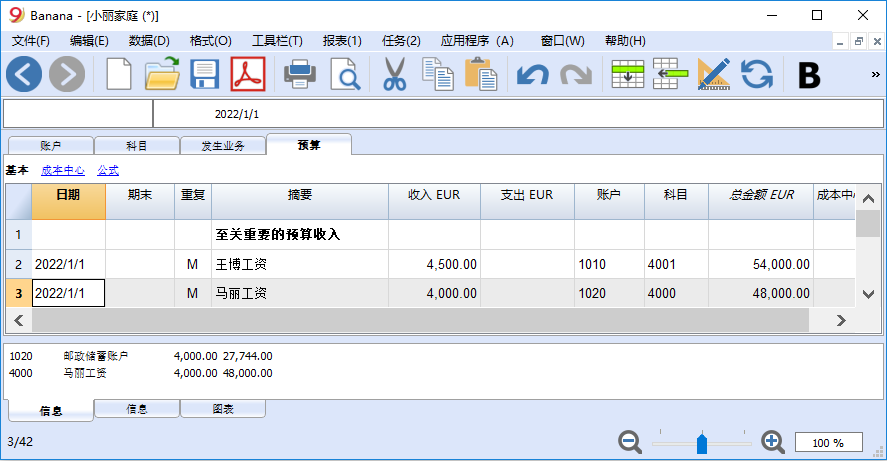 Banana - [小丽家庭 (*)]
文件(F) 编辑(E) 数据(D) 格式(O) 工具栏(T) 报表(1) 任务(2) 应用程序 (A) 窗口(W) 帮助(H)
B »
2022/1/1
账户 科目 发生业务 预算
基本 成本中心 公式
日期 期末 重复 摘要 收入 EUR 支出 EUR 账户 科目 总金额 EUR 成本中
1 至关重要的预算收入
2 2022/1/1 M 王博工资 4,500.00 1010 4001 54,000.00
3 2022/1/1 M 马丽工资 4,000.00 1020 4000 48,000.00
1020 邮政储蓄账户 4,000.00 27,744.00
4000 马丽工资 4,000.00 48,000.00
信息 信息 图表
3/42 100 %